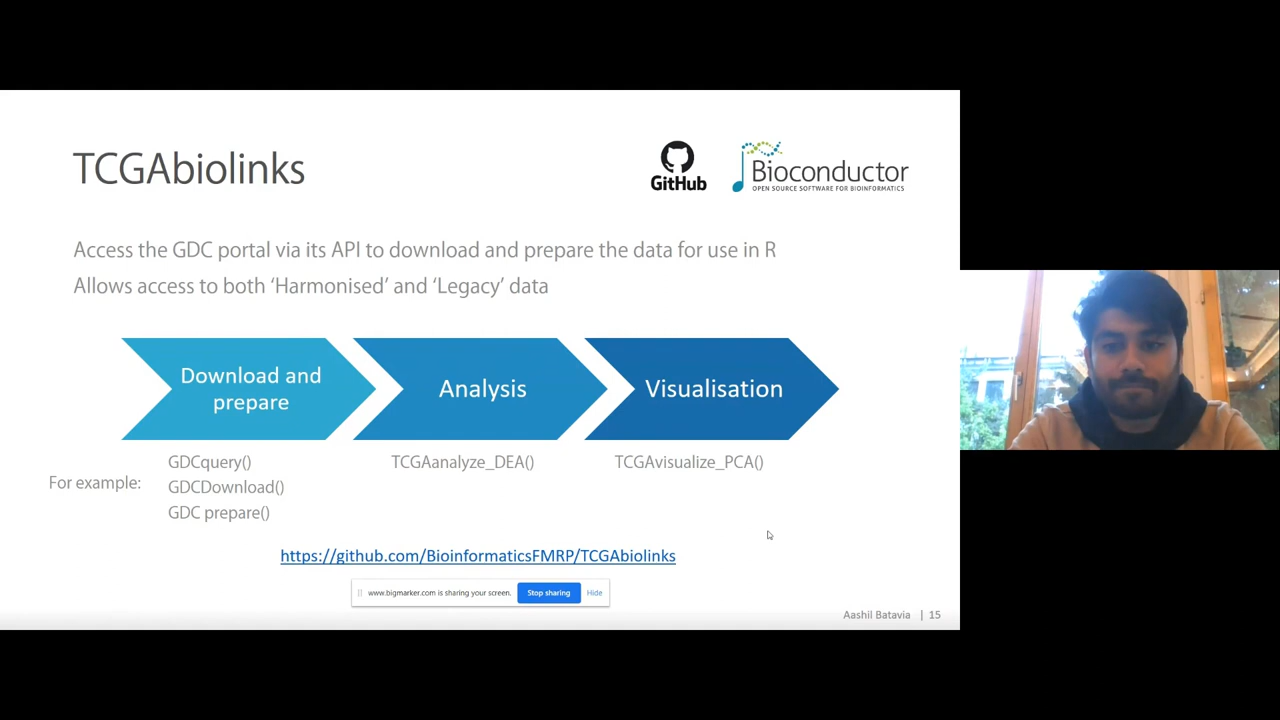 TCGAbiolinks
GitHub
Bioconductor
OPEN SOURCE SOFTWARE FOR BIOINFORMATICS
Access the GDC portal via its API to download and prepare the data for use in R
Allows access to both ‘Harmonised’ and ‘Legacy’ data
Download and
prepare
Analysis
Visualisation
For example:
GDCquery()
GDCDownload()
GDC prepare()
TCGAanalyze_DEA()
TCGAvisualize_PCA()
https://github.com/BioinformaticsFMRP/TCGAbiolinks
www.bigmarker.com is sharing your screen.
Stop sharing
Hide
Aashil Batavia | 15